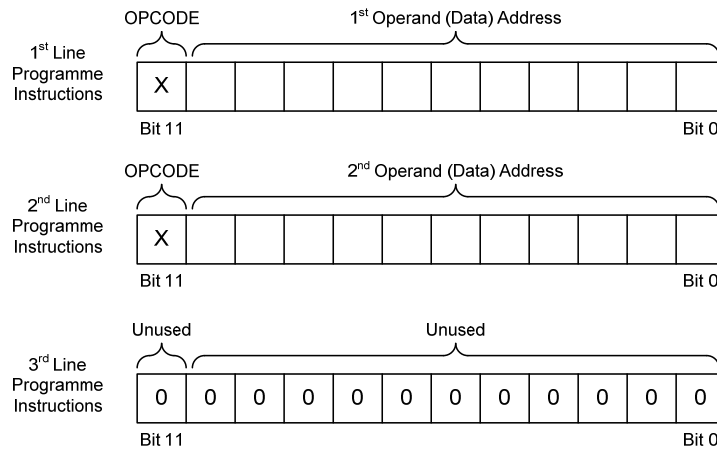 OPCODE 1st Operand (Data) Address
1st Line
Programme
Instructions
X
Bit 11 Bit 0
OPCODE 2nd Operand (Data) Address
2nd Line
Programme
Instructions
X
Bit 11 Bit 0
Unused Unused
3rd Line
Programme
Instructions
0 0 0 0 0 0 0 0 0 0 0 0
Bit 11 Bit 0